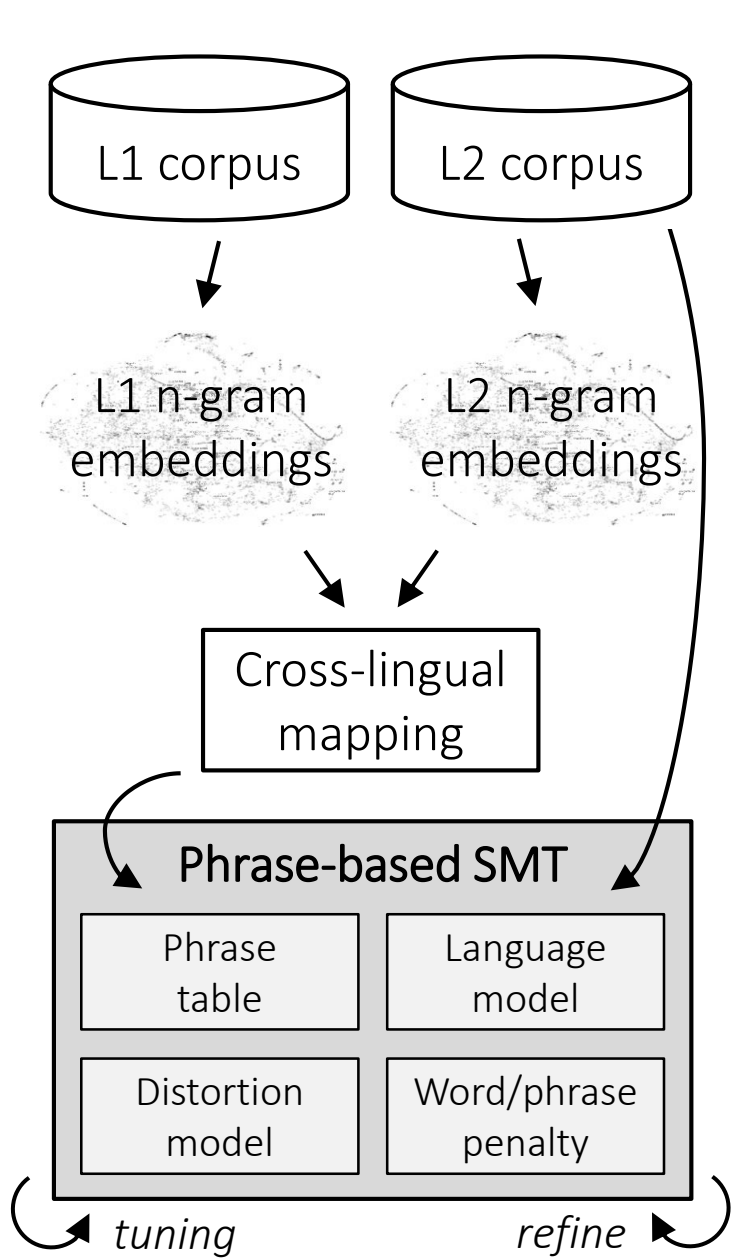 L1 corpus
L2 corpus
L1 n-gram
embeddings
L2 n-gram
embeddings
Cross-lingual
mapping
Phrase-based SMT
Phrase
table
Language
model
Distortion
model
Word/phrase
penalty
tuning
refine